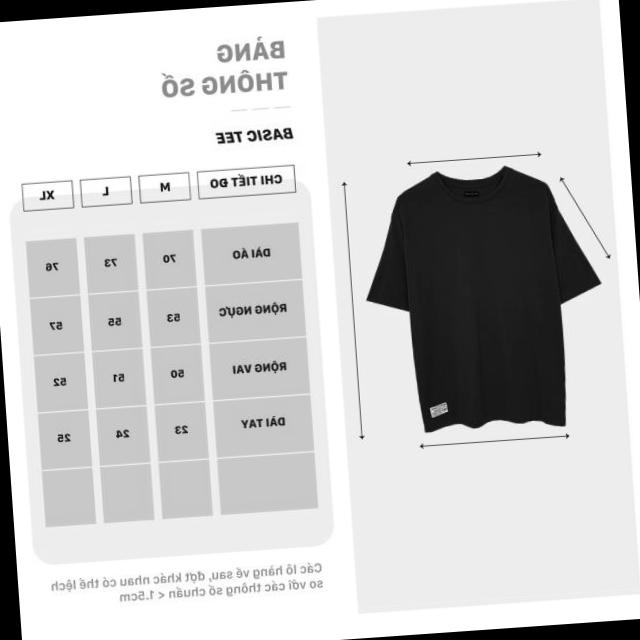 BẢNG
THÔNG SỐ
BASIC TEE
CHI TIẾT ĐO M L XL
DÀI ÁO 70 73 76
RỘNG NGỰC 53 55 57
RỘNG VAI 50 51 52
DÀI TAY 23 24 25
Các lô hàng về sau, đợt khác nhau có thể lệch
so với các thông số chuẩn < 1.5cm